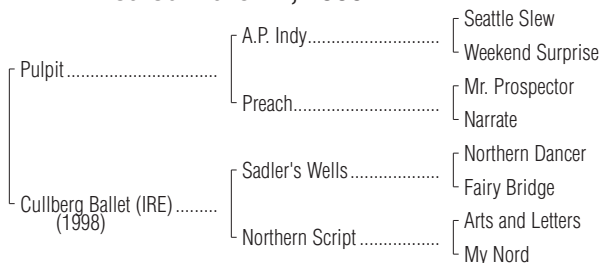 Seattle Slew
A.P. Indy
Weekend Surprise
Pulpit
Mr. Prospector
Preach
Narrate
Northern Dancer
Sadler's Wells
Fairy Bridge
Cullberg Ballet (IRE)
(1998)
Arts and Letters
Northern Script
My Nord